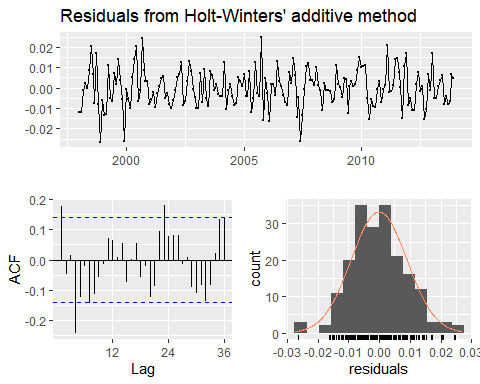 Residuals from Holt-Winters' additive method
0.02
0.01
0.00
-0.01
-0.02
2000 2005 2010
0.2
0.1
0.0
-0.1
-0.2
ACF
12 24 36
Lag
30
20
10
0
count
-0.03 -0.02 -0.01 0.00 0.01 0.02 0.03
residuals